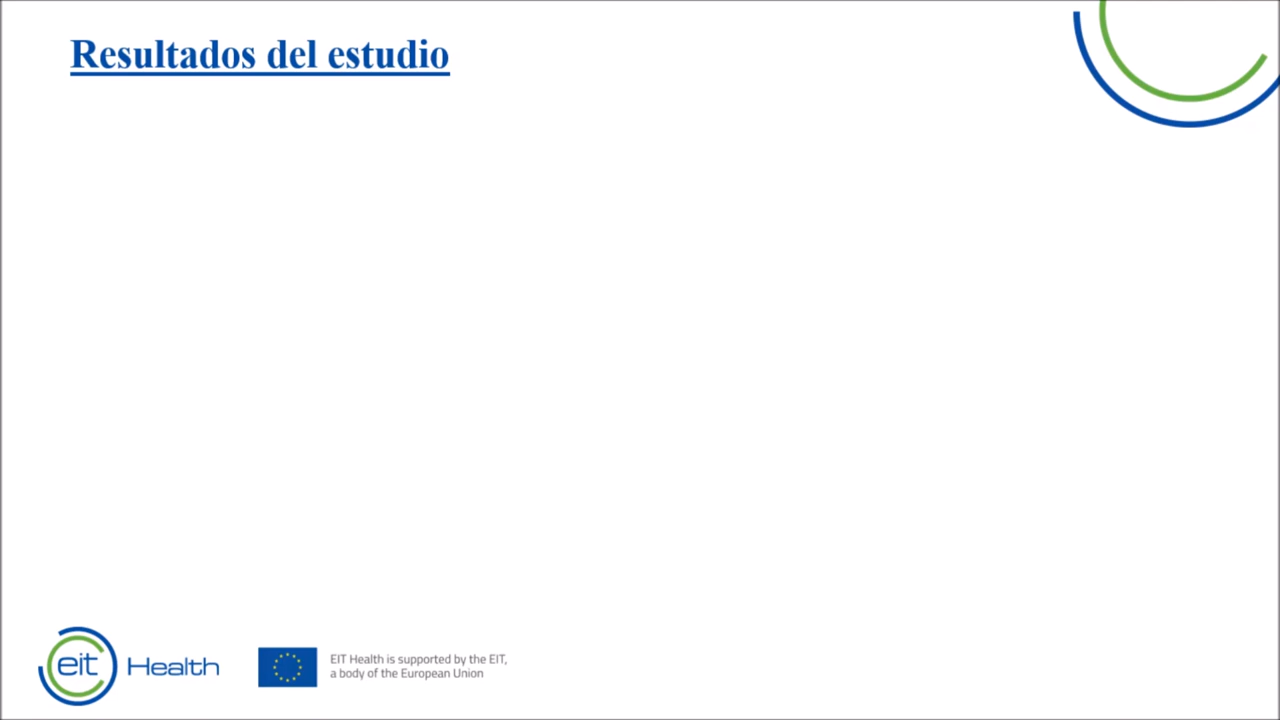 Resultados del estudio
eit Health
EIT Health is supported by the EIT,
a body of the European Union